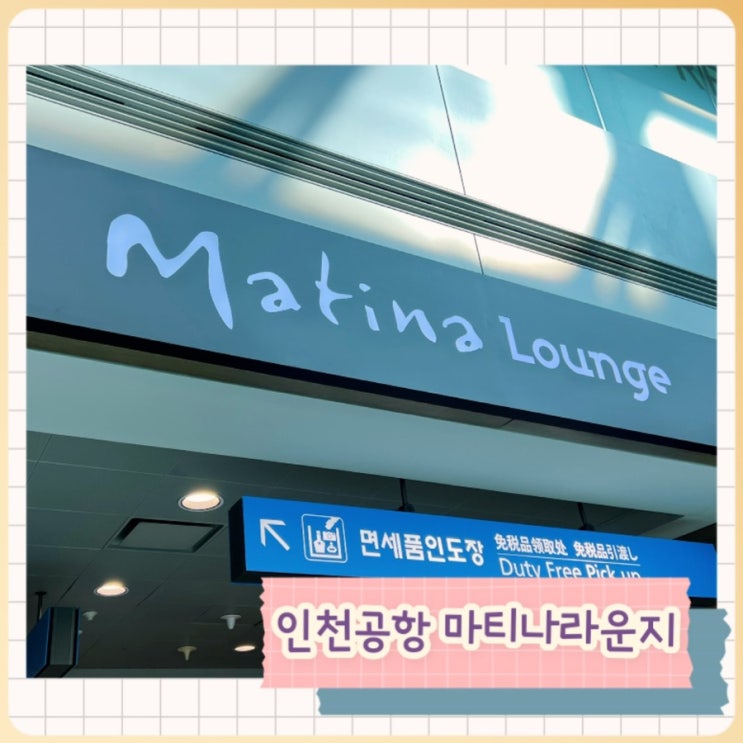 Matina Lounge
면세품인도장 免税品领取处 免税品引渡し
Duty Free Pick up
인천공항 마티나라운지